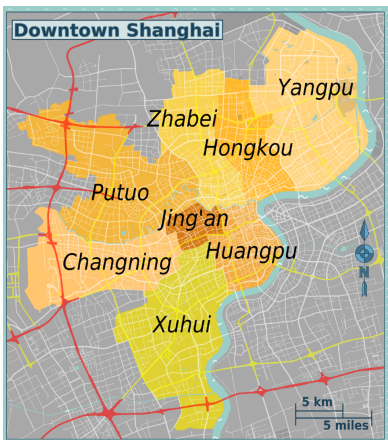 Downtown Shanghai
Yangpu
Zhabei
Hongkou
Putuo
Jing'an
Huangpu
Changning
Xuhui
N
5 km
5 miles